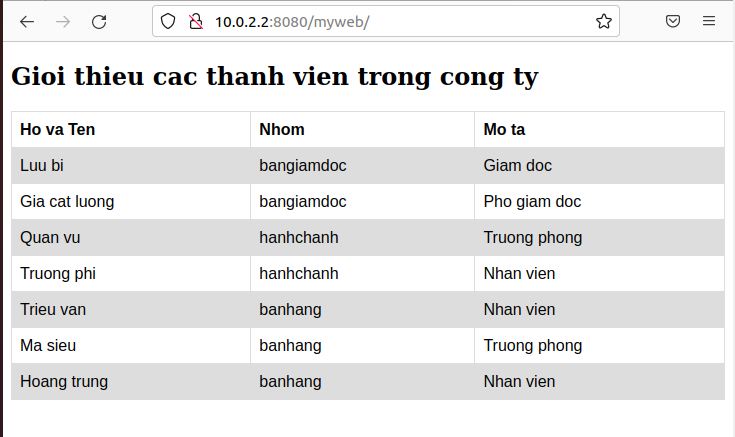 10.0.2.2:8080/myweb/
Gioi thieu cac thanh vien trong cong ty
Ho va Ten Nhom Mo ta
Luu bi bangiamdoc Giam doc
Gia cat luong bangiamdoc Pho giam doc
Quan vu hanhchanh Truong phong
Truong phi hanhchanh Nhan vien
Trieu van banhang Nhan vien
Ma sieu banhang Truong phong
Hoang trung banhang Nhan vien